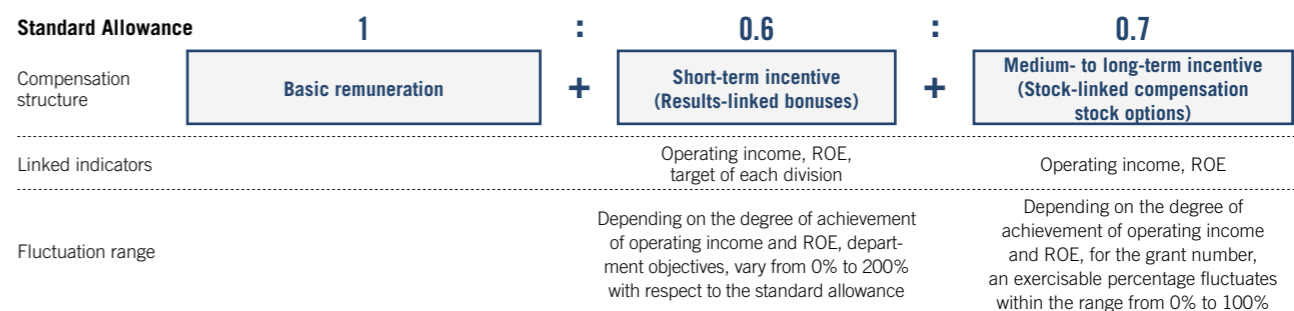 Standard Allowance 1 : 0.6 : 0.7
Compensation
structure
Basic remuneration
+
Short-term incentive
(Results-linked bonuses)
+
Medium- to long-term incentive
(Stock-linked compensation
stock options)
Linked indicators
Operating income, ROE,
target of each division
Operating income, ROE
Fluctuation range
Depending on the degree of achievement
of operating income and ROE, depart-
ment objectives, vary from 0% to 200%
with respect to the standard allowance
Depending on the degree of
achievement of operating income
and ROE, for the grant number,
an exercisable percentage fluctuates
within the range from 0% to 100%